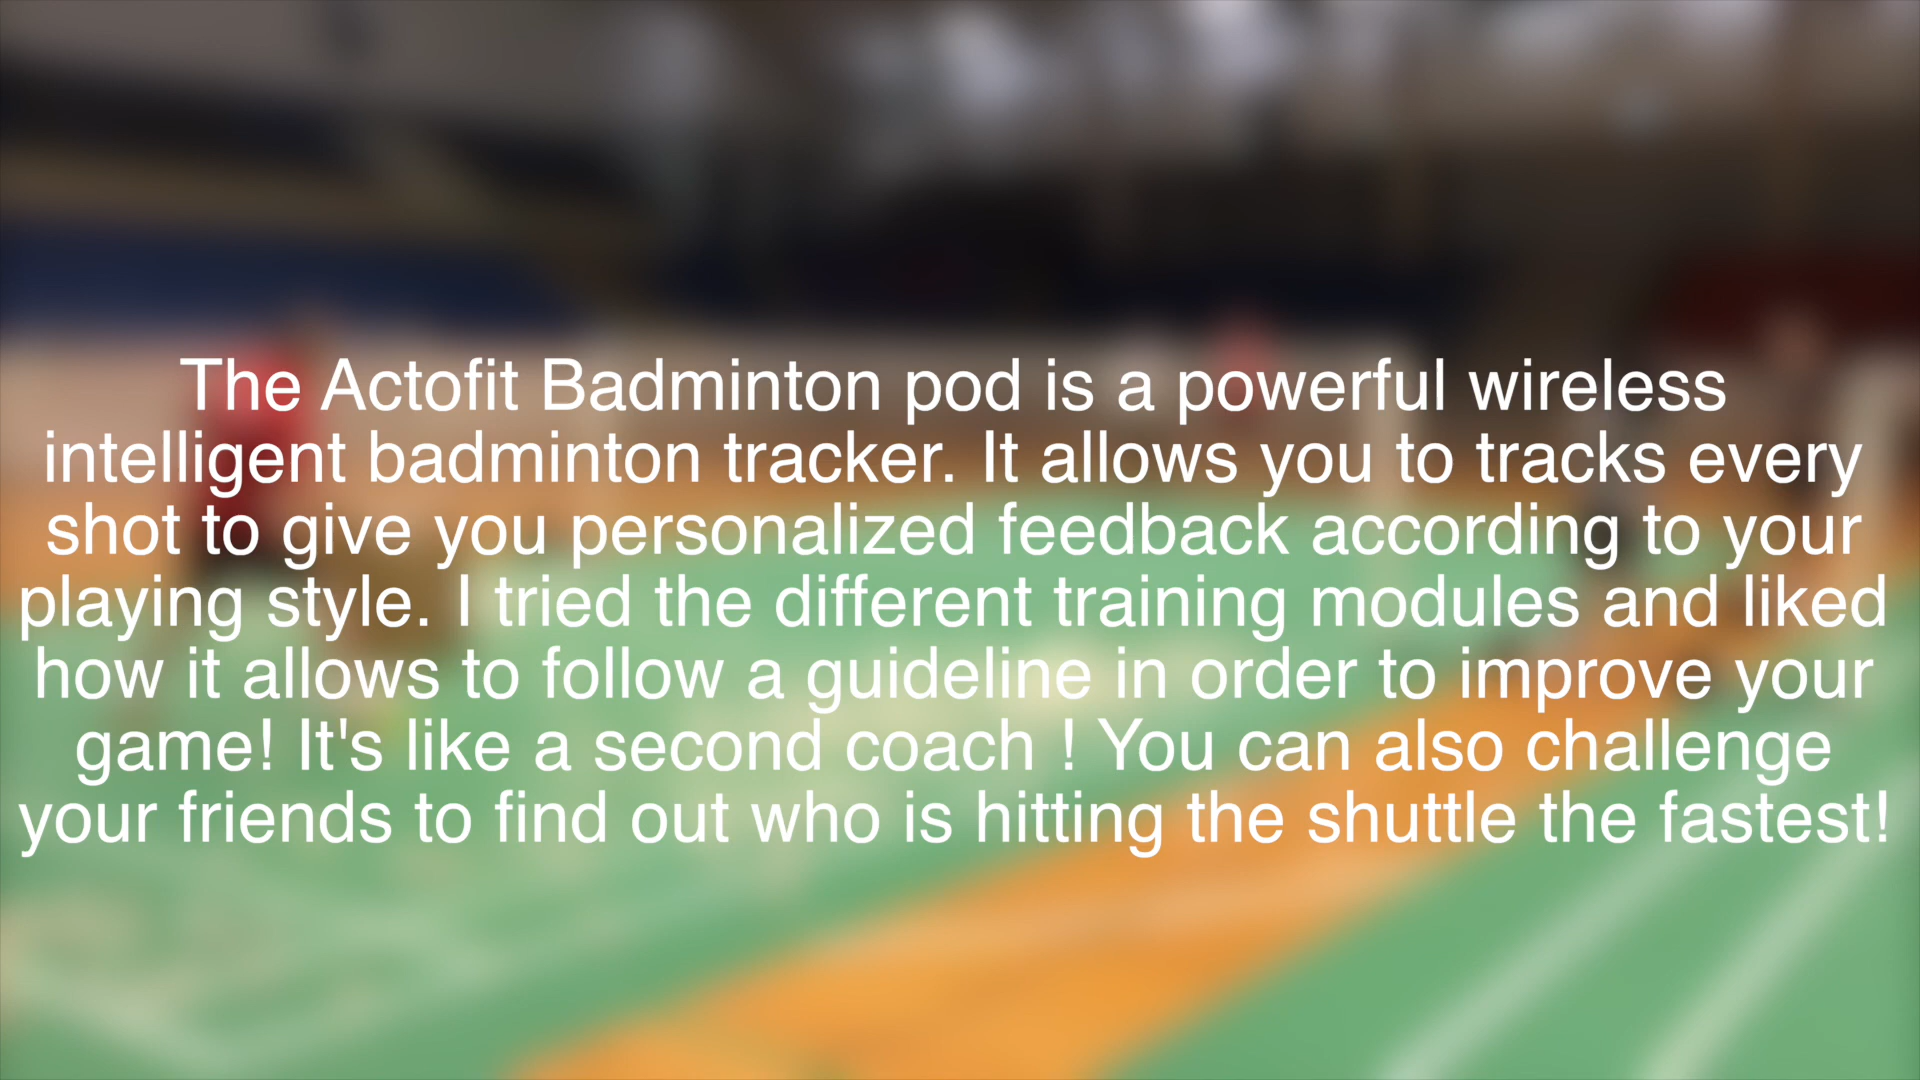 The Actofit Badminton pod is a powerful wireless
intelligent badminton tracker. It allows you to tracks every
shot to give you personalized feedback according to your
playing style. I tried the different training modules and liked
how it allows to follow a guideline in order to improve your
game! It's like a second coach ! You can also challenge
your friends to find out who is hitting the shuttle the fastest!